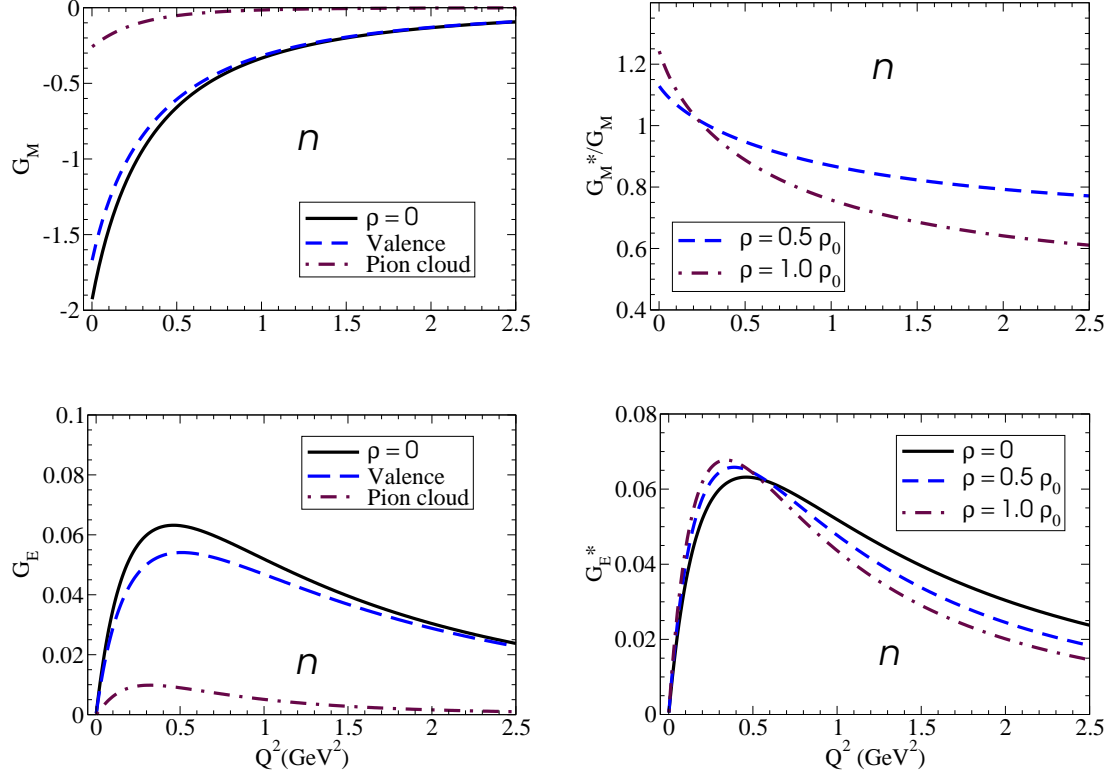 0
-0.5
-1
-1.5
-2
G_M
n
ρ = 0
Valence
Pion cloud
0 0.5 1 1.5 2 2.5
1.2
1
0.8
0.6
0.4
G_M*/G_M
n
ρ = 0.5 ρ_0
ρ = 1.0 ρ_0
0 0.5 1 1.5 2 2.5
0.1
0.08
0.06
0.04
0.02
0
G_E
ρ = 0
Valence
Pion cloud
n
0 0.5 1 1.5 2 2.5
Q^2 (GeV^2)
0.08
0.06
0.04
0.02
0
G_E*
ρ = 0
ρ = 0.5 ρ_0
ρ = 1.0 ρ_0
n
0 0.5 1 1.5 2 2.5
Q^2 (GeV^2)